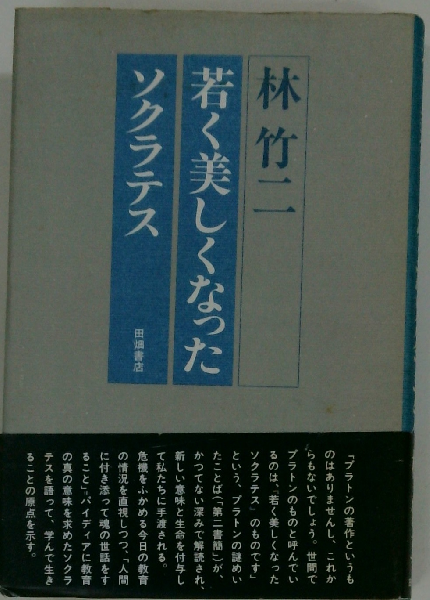 林 竹二
若く美しくなった
ソクラテス
田畑書店
「プラトンの著作というも
のはありませんし、これか
らもないでしょう。世間で
プラトンのものと呼んでい
るのは、若く美しくなった
ソクラテス〟のものです」
という、プラトンの謎めい
たことば(「第二書簡」)が、
かつてない深みで解読され、
新しい意味と生命を付与し
て私たちに手渡される。
危機をふかめる今日の教育
の情況を直視しつつ、「人間
に付き添って魂の世話をす
ること」=パイディアに教育
の真の意味を求めたソクラ
テスを語って、学んで生き
ることの原点を示す。